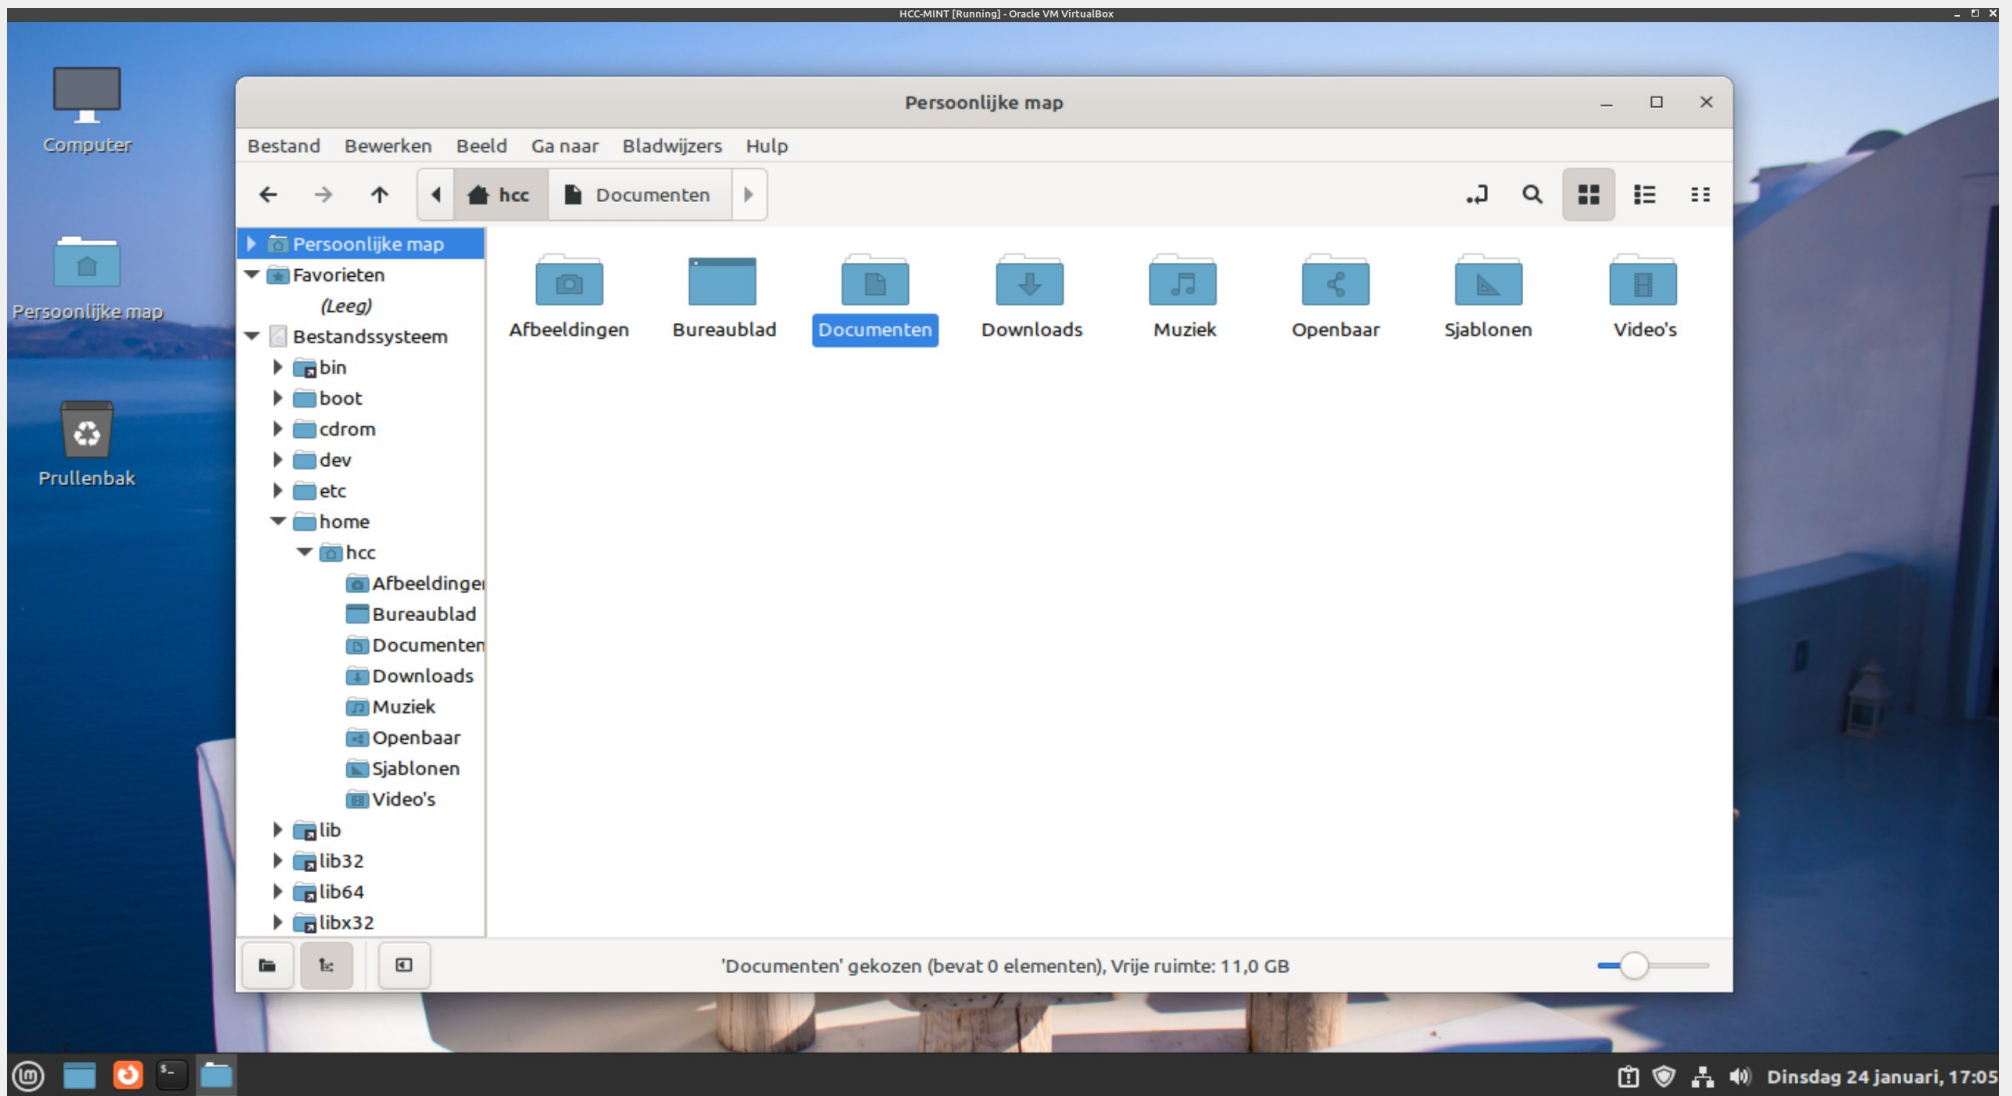 HCC-MINT [Running] - Oracle VM VirtualBox
Computer
Persoonlijke map
Prullenbak
Persoonlijke map
Bestand Bewerken Beeld Ga naar Bladwijzers Hulp
hcc Documenten
Persoonlijke map
Favorieten
(Leeg)
Bestandssysteem
bin
boot
cdrom
dev
etc
home
hcc
Afbeeldingen
Bureaublad
Documenten
Downloads
Muziek
Openbaar
Sjablonen
Video's
lib
lib32
lib64
libx32
Afbeeldingen Bureaublad Documenten Downloads Muziek Openbaar Sjablonen Video's
'Documenten' gekozen (bevat 0 elementen), Vrije ruimte: 11,0 GB
$_
Dinsdag 24 januari, 17:05